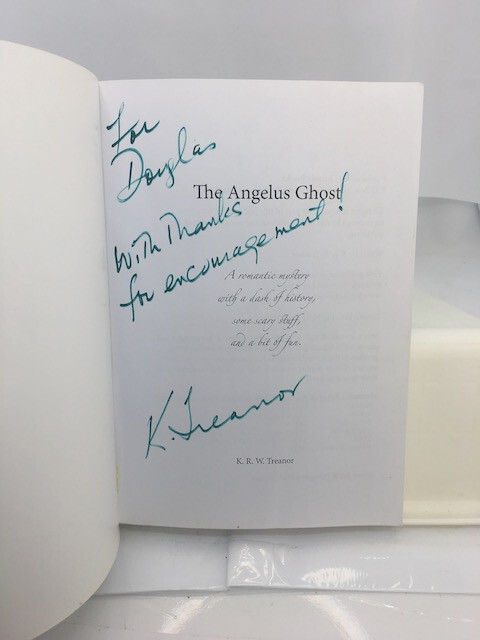 For
Douglas
The Angelus Ghost
With Thanks
for encouragement!
A romantic mystery
with a dash of history,
some scary stuff,
and a bit of fun.
K. Treanor
K. R. W. Treanor